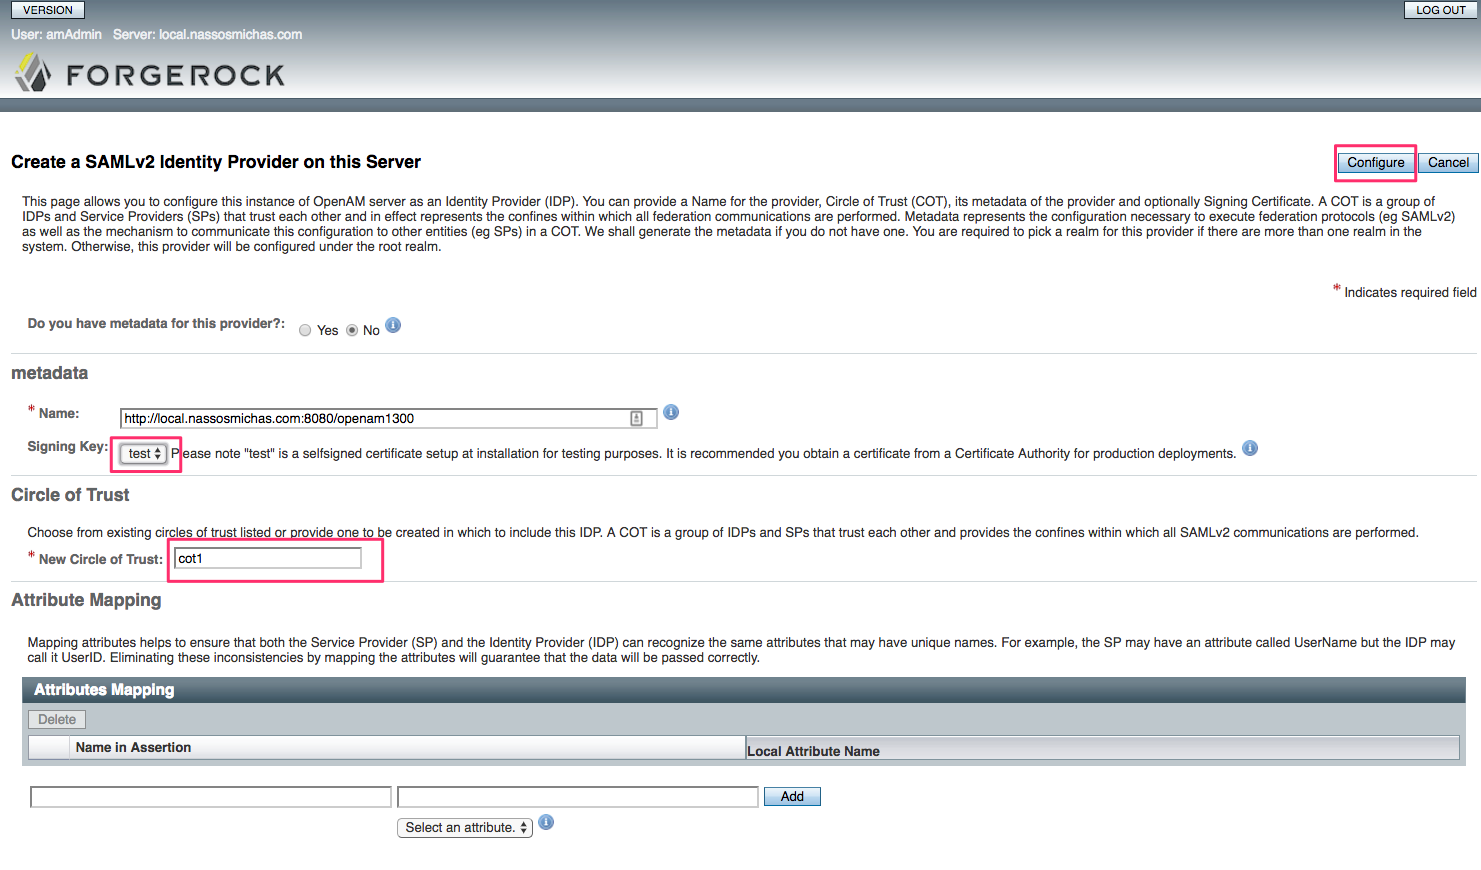 VERSION
LOG OUT
User: amAdmin Server: local.nassosmichas.com
FORGEROCK
Create a SAMLv2 Identity Provider on this Server
Configure
Cancel
This page allows you to configure this instance of OpenAM server as an Identity Provider (IDP). You can provide a Name for the provider, Circle of Trust (COT), its metadata of the provider and optionally Signing Certificate. A COT is a group of
IDPs and Service Providers (SPs) that trust each other and in effect represents the confines within which all federation communications are performed. Metadata represents the configuration necessary to execute federation protocols (eg SAMLv2)
as well as the mechanism to communicate this configuration to other entities (eg SPs) in a COT. We shall generate the metadata if you do not have one. You are required to pick a realm for this provider if there are more than one realm in the
system. Otherwise, this provider will be configured under the root realm.
* Indicates required field
Do you have metadata for this provider?: Yes No
metadata
* Name: http://local.nassosmichas.com:8080/openam1300
Signing Key: test Please note "test" is a selfsigned certificate setup at installation for testing purposes. It is recommended you obtain a certificate from a Certificate Authority for production deployments.
Circle of Trust
Choose from existing circles of trust listed or provide one to be created in which to include this IDP. A COT is a group of IDPs and SPs that trust each other and provides the confines within which all SAMLv2 communications are performed.
* New Circle of Trust: cot1
Attribute Mapping
Mapping attributes helps to ensure that both the Service Provider (SP) and the Identity Provider (IDP) can recognize the same attributes that may have unique names. For example, the SP may have an attribute called UserName but the IDP may
call it UserID. Eliminating these inconsistencies by mapping the attributes will guarantee that the data will be passed correctly.
Attributes Mapping
Delete
Name in Assertion
Local Attribute Name
Add
Select an attribute.